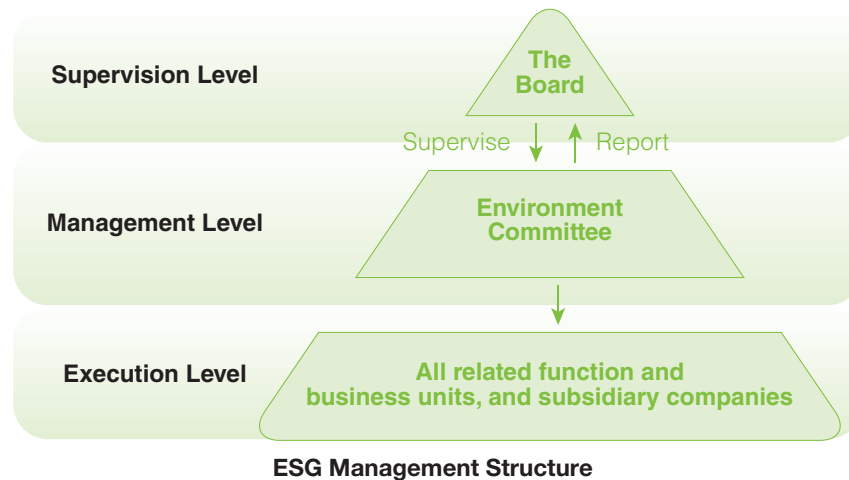 The
Board
Supervision Level
Supervise
Report
Environment
Committee
Management Level
All related function and
business units, and subsidiary companies
Execution Level
ESG Management Structure